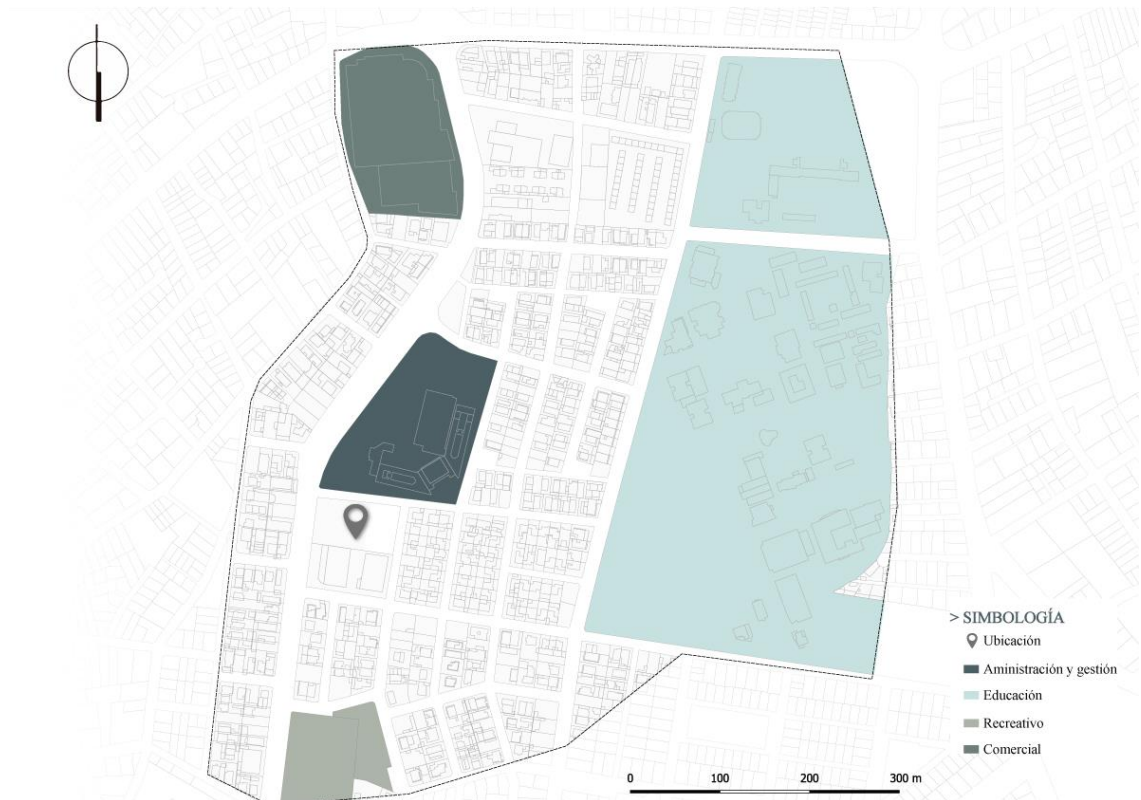 > SIMBOLOGÍA
Ubicación
Aministración y gestión
Educación
Recreativo
Comercial
0 100 200 300 m